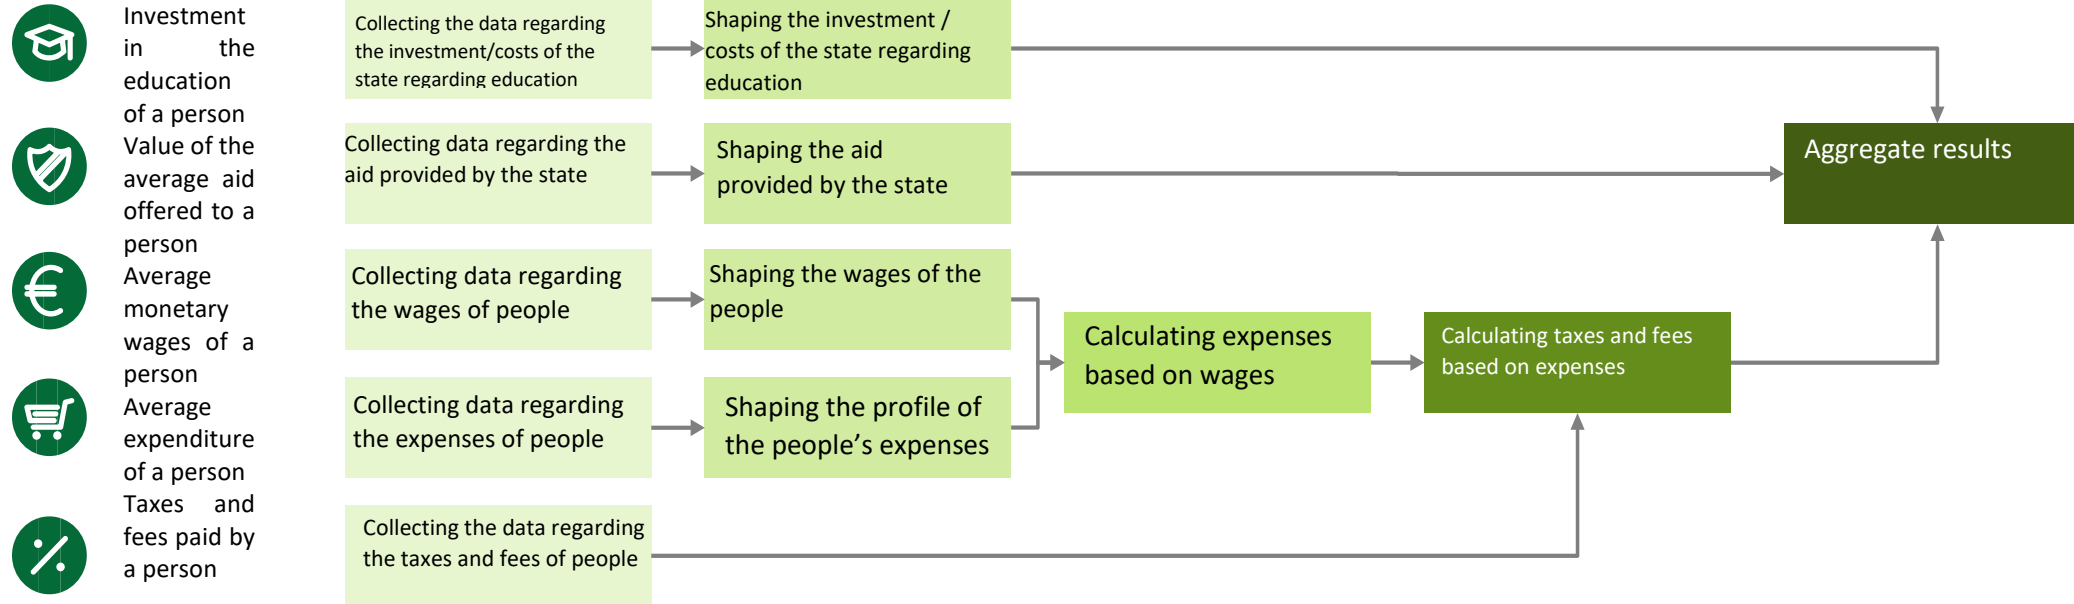 Investment
in the
education
of a person
Value of the
average aid
offered to a
person
Average
monetary
wages of a
person
Average
expenditure
of a person
Taxes and
fees paid by
a person
Collecting the data regarding
the investment/costs of the
state regarding education
Shaping the investment /
costs of the state regarding
education
Collecting data regarding the
aid provided by the state
Shaping the aid
provided by the state
Aggregate results
Collecting data regarding
the wages of people
Shaping the wages of the
people
Calculating expenses
based on wages
Calculating taxes and fees
based on expenses
Collecting data regarding
the expenses of people
Shaping the profile of
the people’s expenses
Collecting the data regarding
the taxes and fees of people